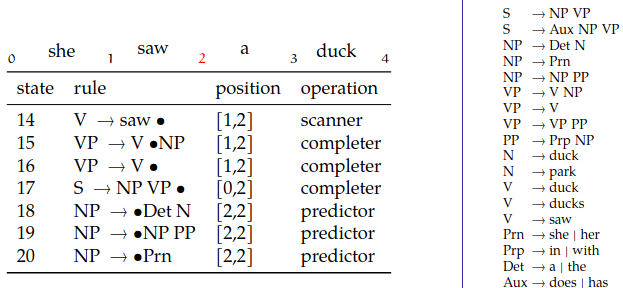 she saw a duck
0 1 2 3 4
state rule position operation
14 V → saw • [1,2] scanner
15 VP → V •NP [1,2] completer
16 VP → V • [1,2] completer
17 S → NP VP • [0,2] completer
18 NP → •Det N [2,2] predictor
19 NP → •NP PP [2,2] predictor
20 NP → •Prn [2,2] predictor
S → NP VP
S → Aux NP VP
NP → Det N
NP → Prn
NP → NP PP
VP → V NP
VP → V
VP → VP PP
PP → Prp NP
N → duck
N → park
V → duck
V → ducks
V → saw
Prn → she | her
Prp → in | with
Det → a | the
Aux → does | has